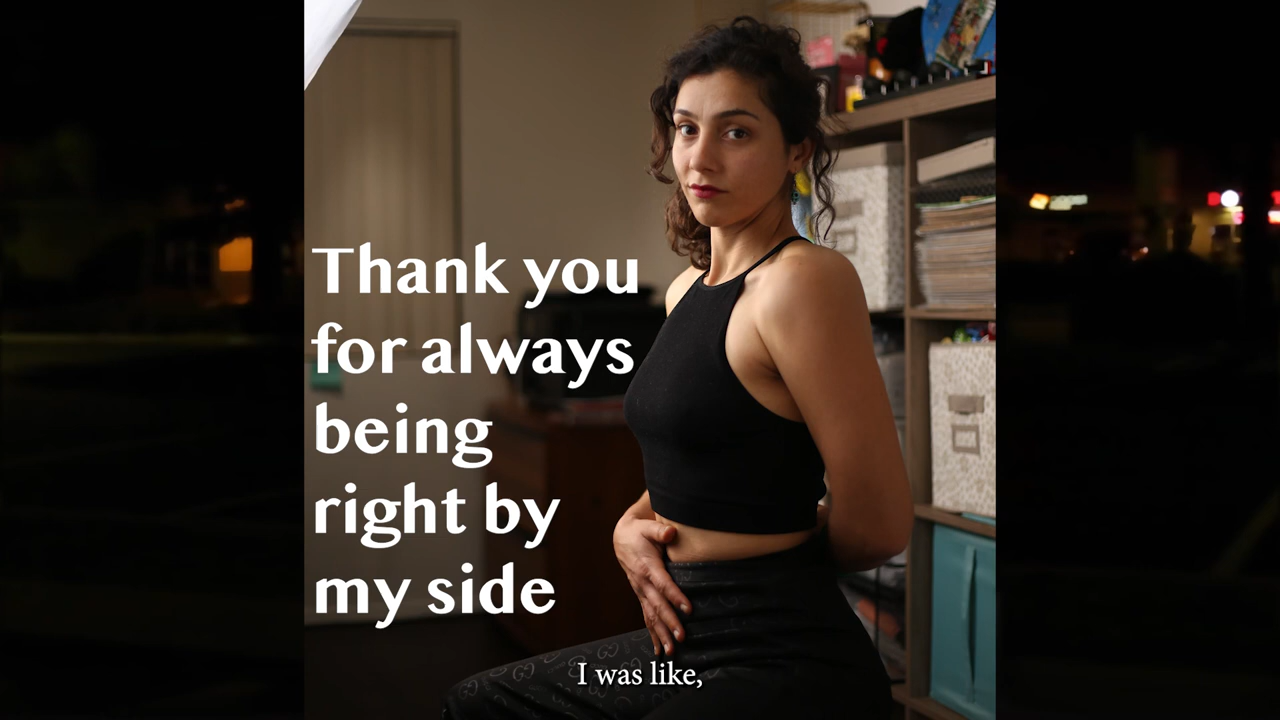 Thank you
for always
being
right by
my side
I was like,